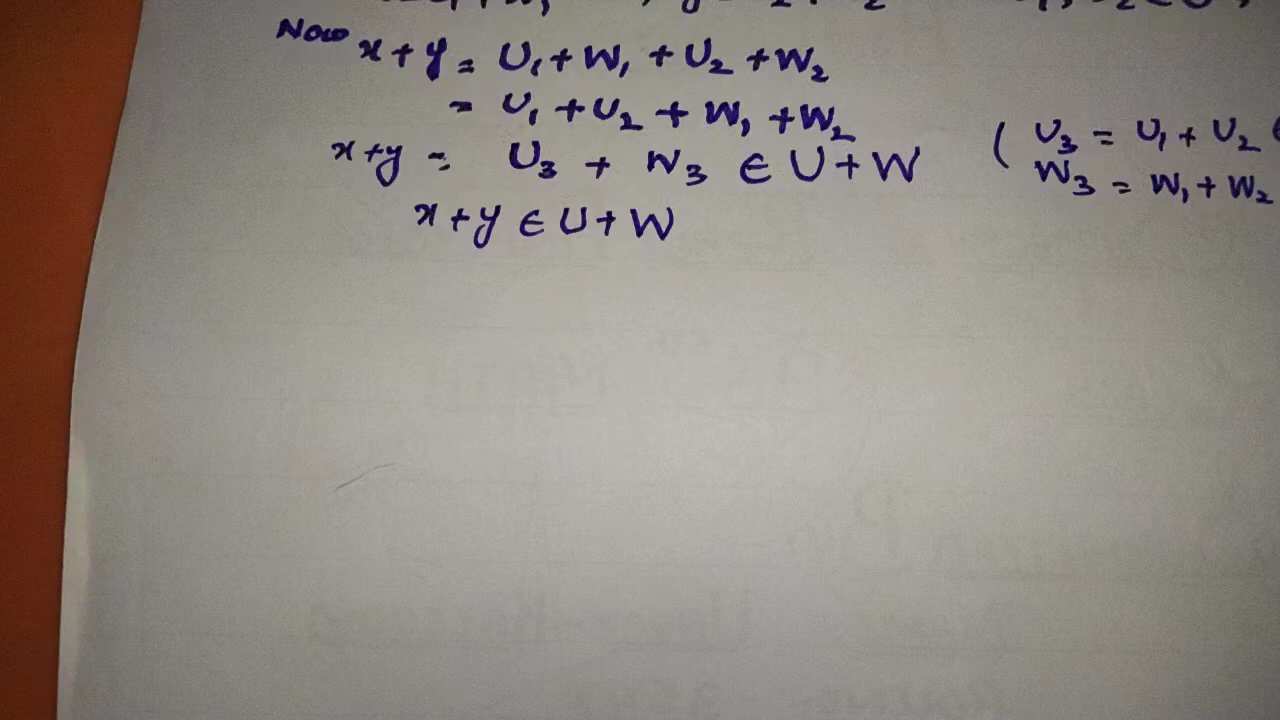 Now x + y = U₁ + W₁ + U₂ + W₂
= U₁ + U₂ + W₁ + W₂
x + y = U₃ + W₃ ∈ U + W ( U₃ = U₁ + U₂
W₃ = W₁ + W₂
x + y ∈ U + W